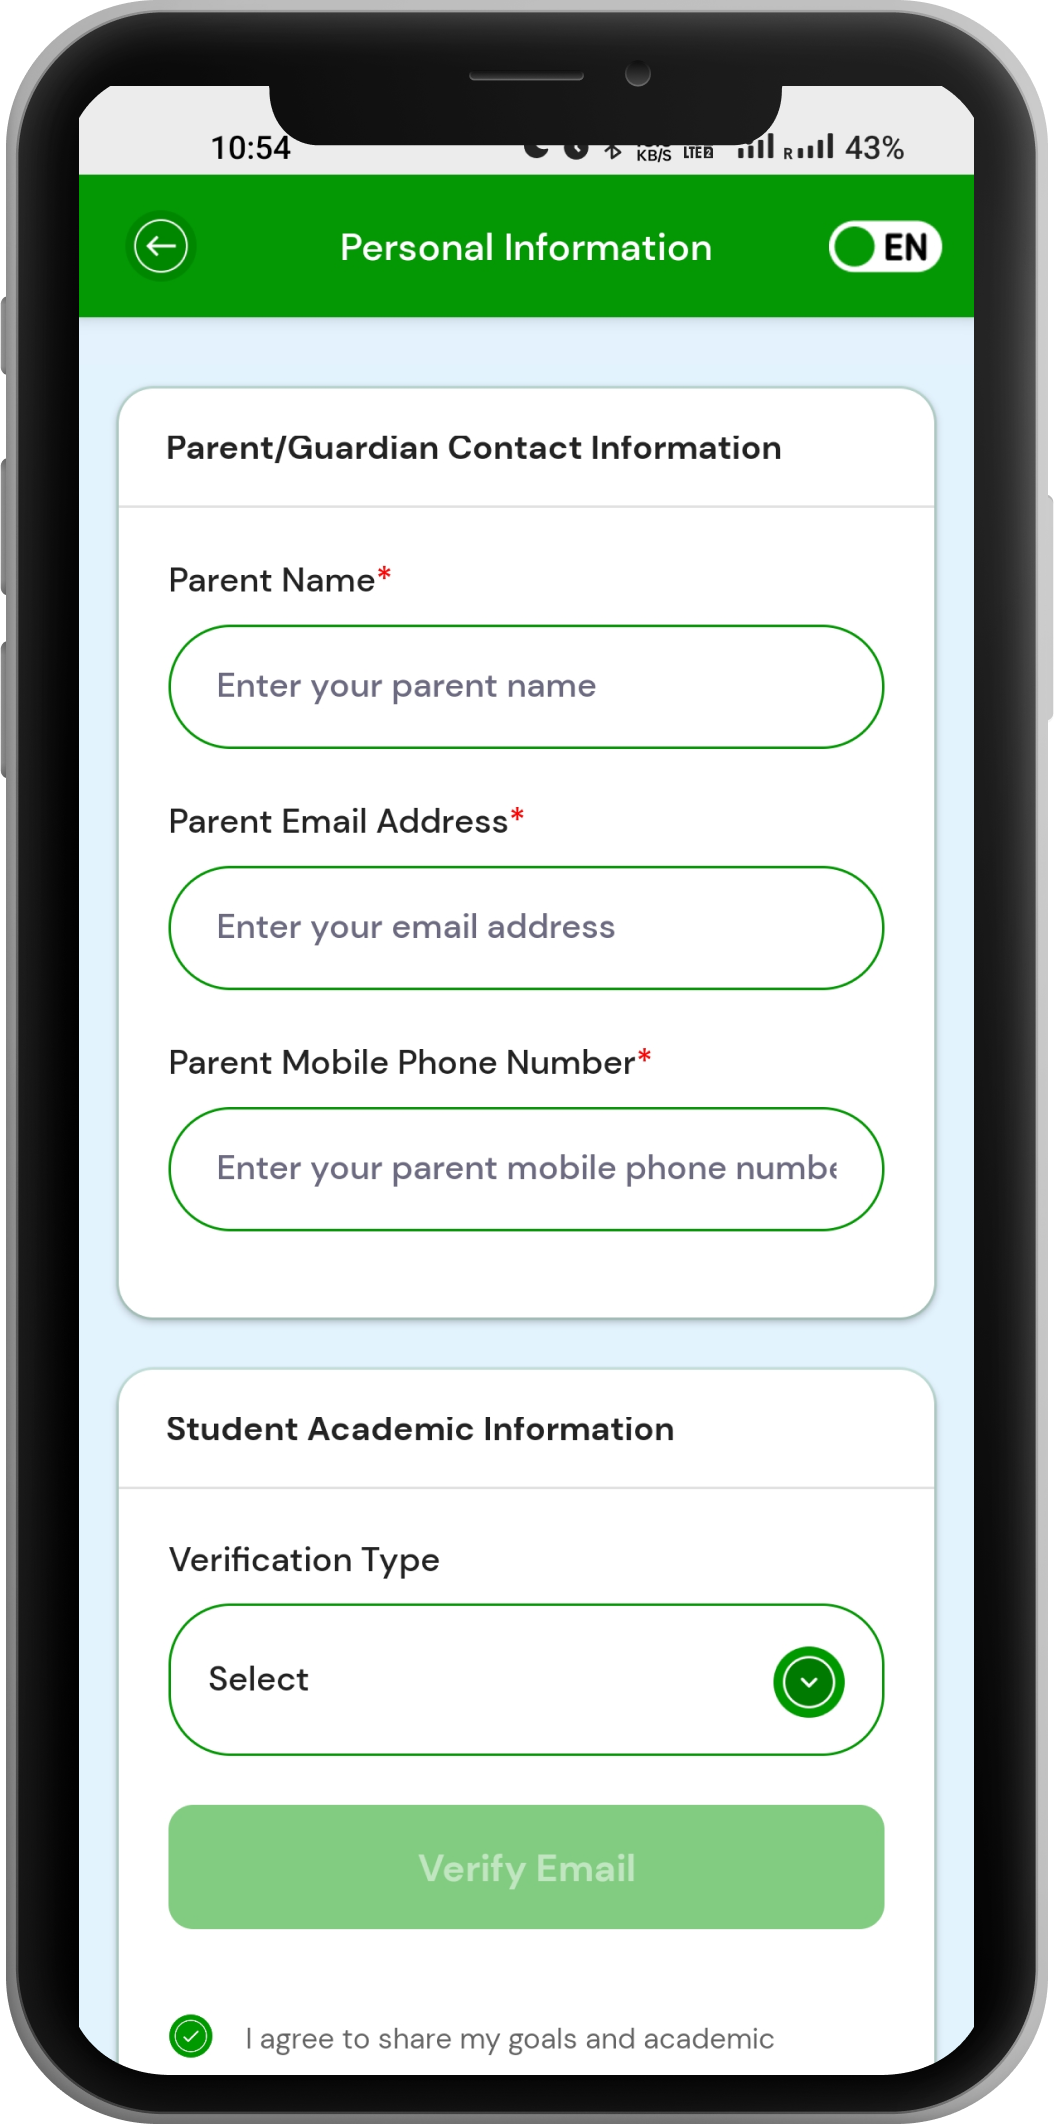 10:54 KB/S LTE 2 R 43%
Personal Information EN
Parent/Guardian Contact Information
Parent Name*
Enter your parent name
Parent Email Address*
Enter your email address
Parent Mobile Phone Number*
Enter your parent mobile phone numbe
Student Academic Information
Verification Type
Select
Verify Email
I agree to share my goals and academic